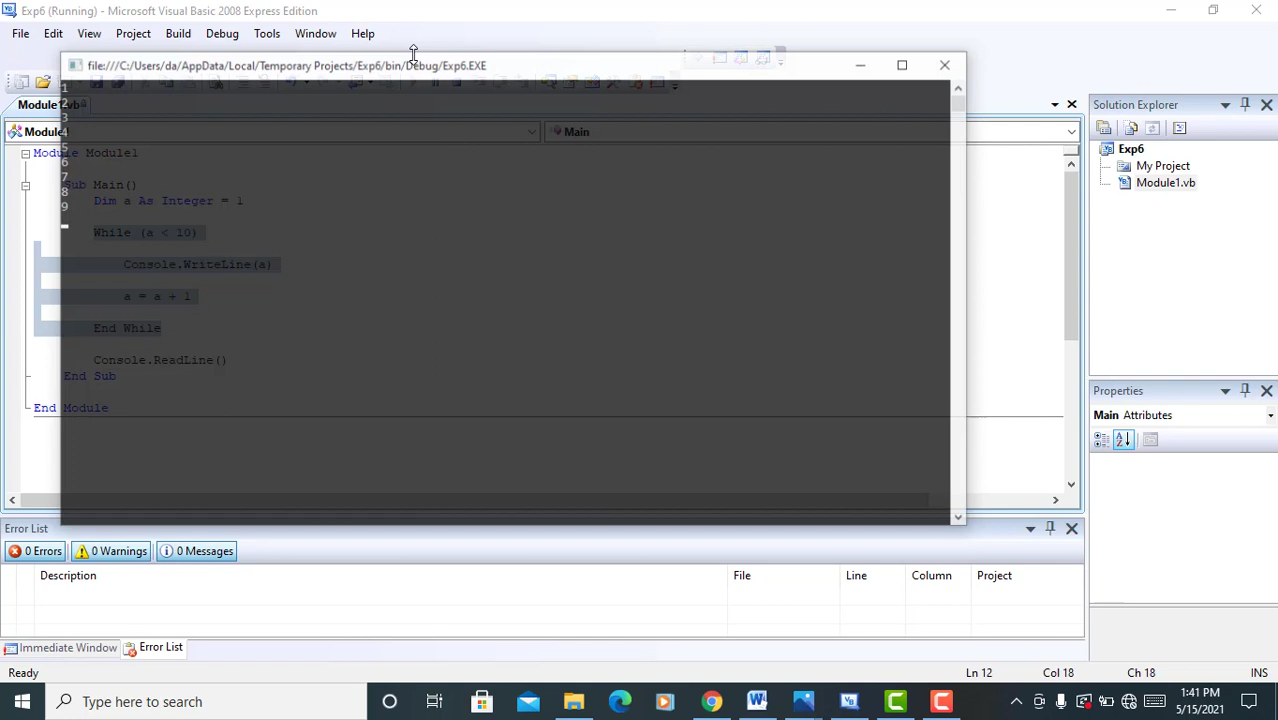 Exp6 (Running) - Microsoft Visual Basic 2008 Express Edition
File Edit View Project Build Debug Tools Window Help
file:///C:/Users/da/AppData/Local/Temporary Projects/Exp6/bin/Debug/Exp6.EXE
Module1.vb
Main
Module Module1
Sub Main()
Dim a As Integer = 1
While (a < 10)
Console.WriteLine(a)
a = a + 1
End While
Console.ReadLine()
End Sub
End Module
1
2
3
4
5
6
7
8
9
Solution Explorer
Exp6
My Project
Module1.vb
Properties
Main Attributes
Error List
0 Errors 0 Warnings 0 Messages
Description File Line Column Project
Immediate Window Error List
Ready Ln 12 Col 18 Ch 18 INS
Type here to search
1:41 PM
5/15/2021